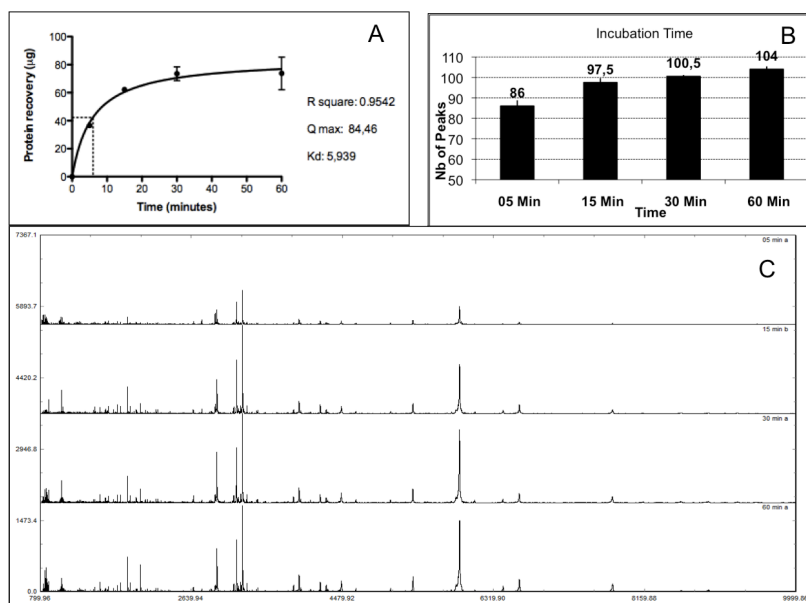 A
Protein recovery (µg)
100
80
60
40
20
0
0
10
20
30
40
50
60
Time (minutes)
R square: 0.9542
Q max: 84,46
Kd: 5,939
B
Incubation Time
Nb of Peaks
110
100
90
80
70
60
50
86
97,5
100,5
104
05 Min
15 Min
30 Min
60 Min
Time
C
7367.1
5893.7
4420.2
2946.8
1473.4
0.0
05 min a
15 min b
30 min a
60 min a
799.96
2639.94
4479.92
6319.90
8159.88
9999.86